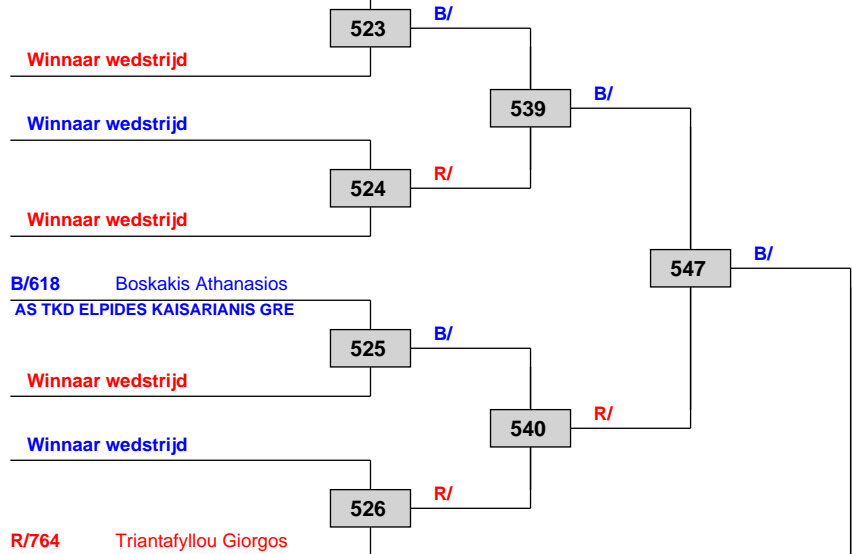 523 B/
Winnaar wedstrijd
539 B/
Winnaar wedstrijd
524 R/
Winnaar wedstrijd
547 B/
B/618 Boskakis Athanasios
AS TKD ELPIDES KAISARIANIS GRE
525 B/
Winnaar wedstrijd
540 R/
Winnaar wedstrijd
526 R/
R/764 Triantafyllou Giorgos